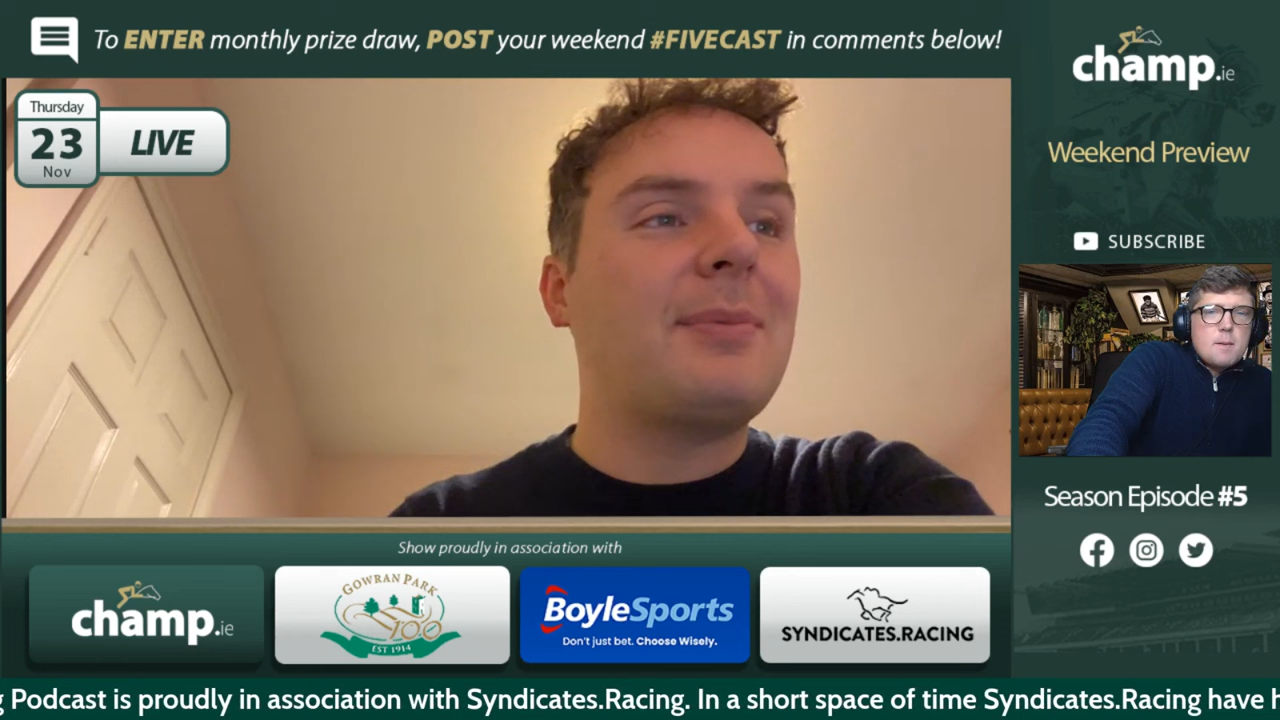 To ENTER monthly prize draw, POST your weekend #FIVECAST in comments below!
Thursday
23
Nov
LIVE
champ.ie
Weekend Preview
SUBSCRIBE
Season Episode #5
Show proudly in association with
champ.ie
GOWRAN PARK
100
EST 1914
BoyleSports
Don't just bet. Choose Wisely.
SYNDICATES.RACING
g Podcast is proudly in association with Syndicates.Racing. In a short space of time Syndicates.Racing have h